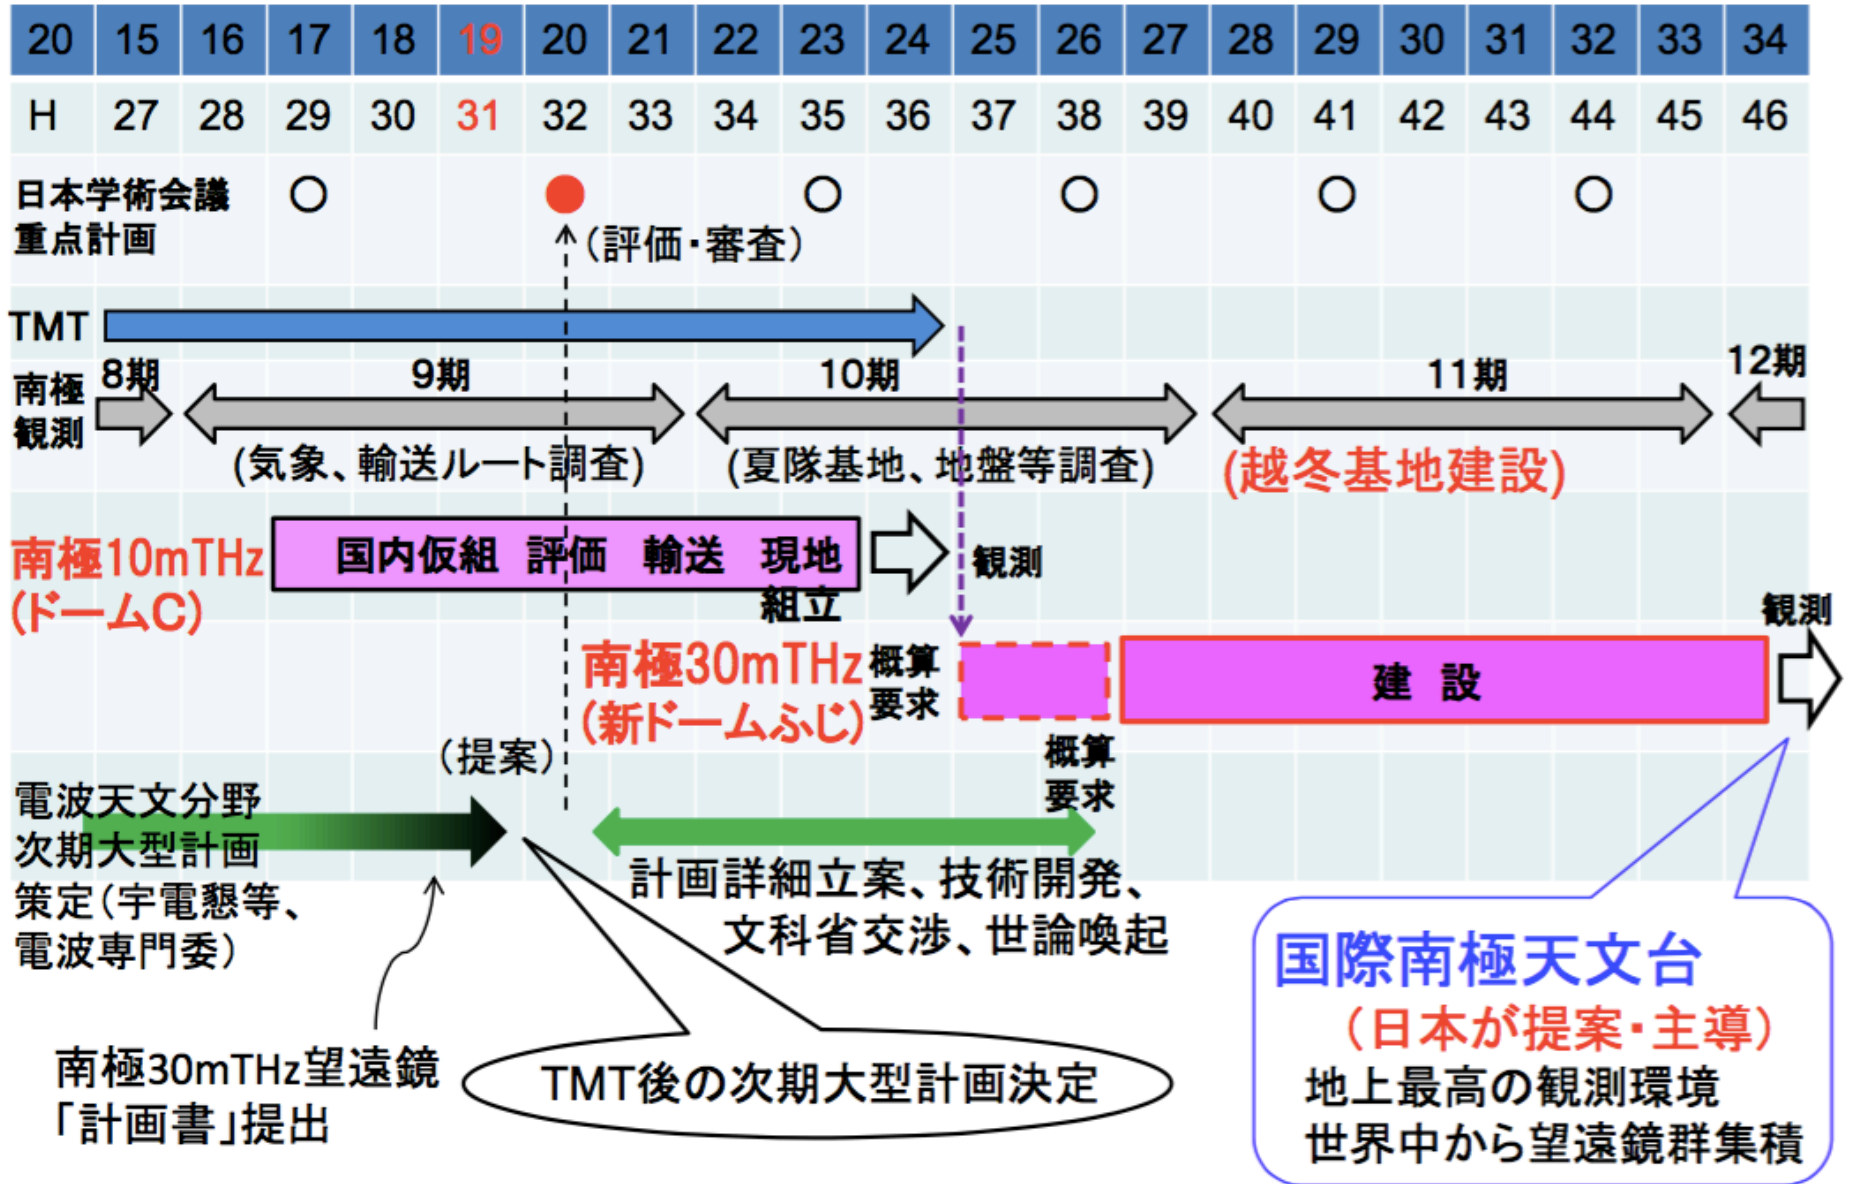 20 15 16 17 18 19 20 21 22 23 24 25 26 27 28 29 30 31 32 33 34
H 27 28 29 30 31 32 33 34 35 36 37 38 39 40 41 42 43 44 45 46
日本学術会議
重点計画
(評価・審査)
TMT
南極
観測
8期
9期
10期
11期
12期
(気象、輸送ルート調査)
(夏隊基地、地盤等調査)
(越冬基地建設)
南極10mTHz
(ドームC)
国内仮組 評価 輸送 現地
組立
観測
南極30mTHz
(新ドームふじ)
概算
要求
建 設
観測
概算
要求
(提案)
電波天文分野
次期大型計画
策定(宇電懇等、
電波専門委)
計画詳細立案、技術開発、
文科省交渉、世論喚起
南極30mTHz望遠鏡
「計画書」提出
TMT後の次期大型計画決定
国際南極天文台
(日本が提案・主導)
地上最高の観測環境
世界中から望遠鏡群集積